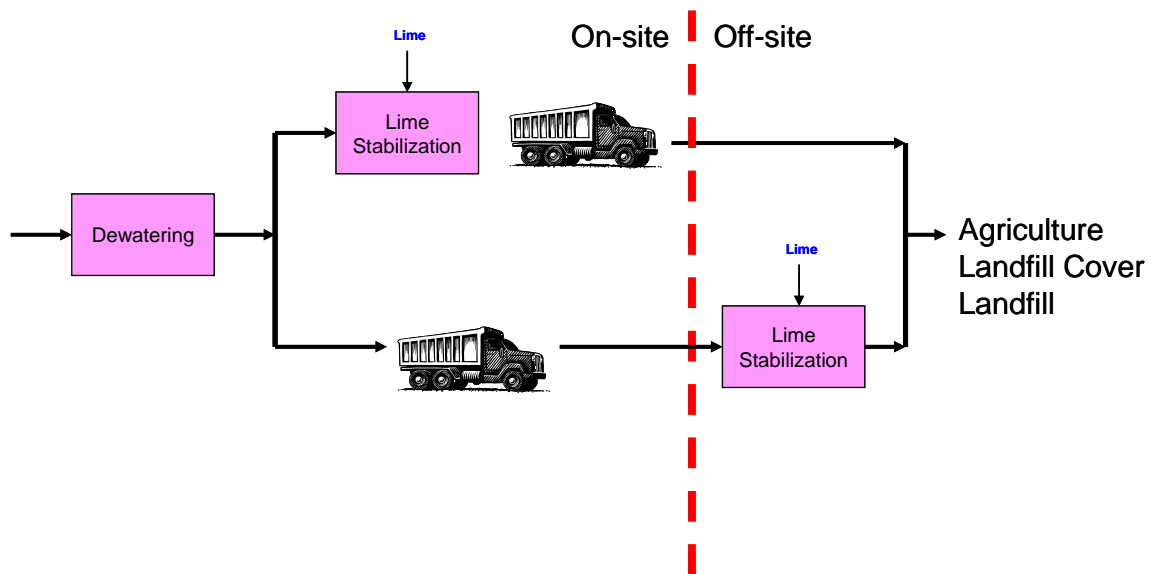 On-site
Off-site
Lime
Lime
Stabilization
Dewatering
Agriculture
Landfill Cover
Landfill
Lime
Lime
Stabilization